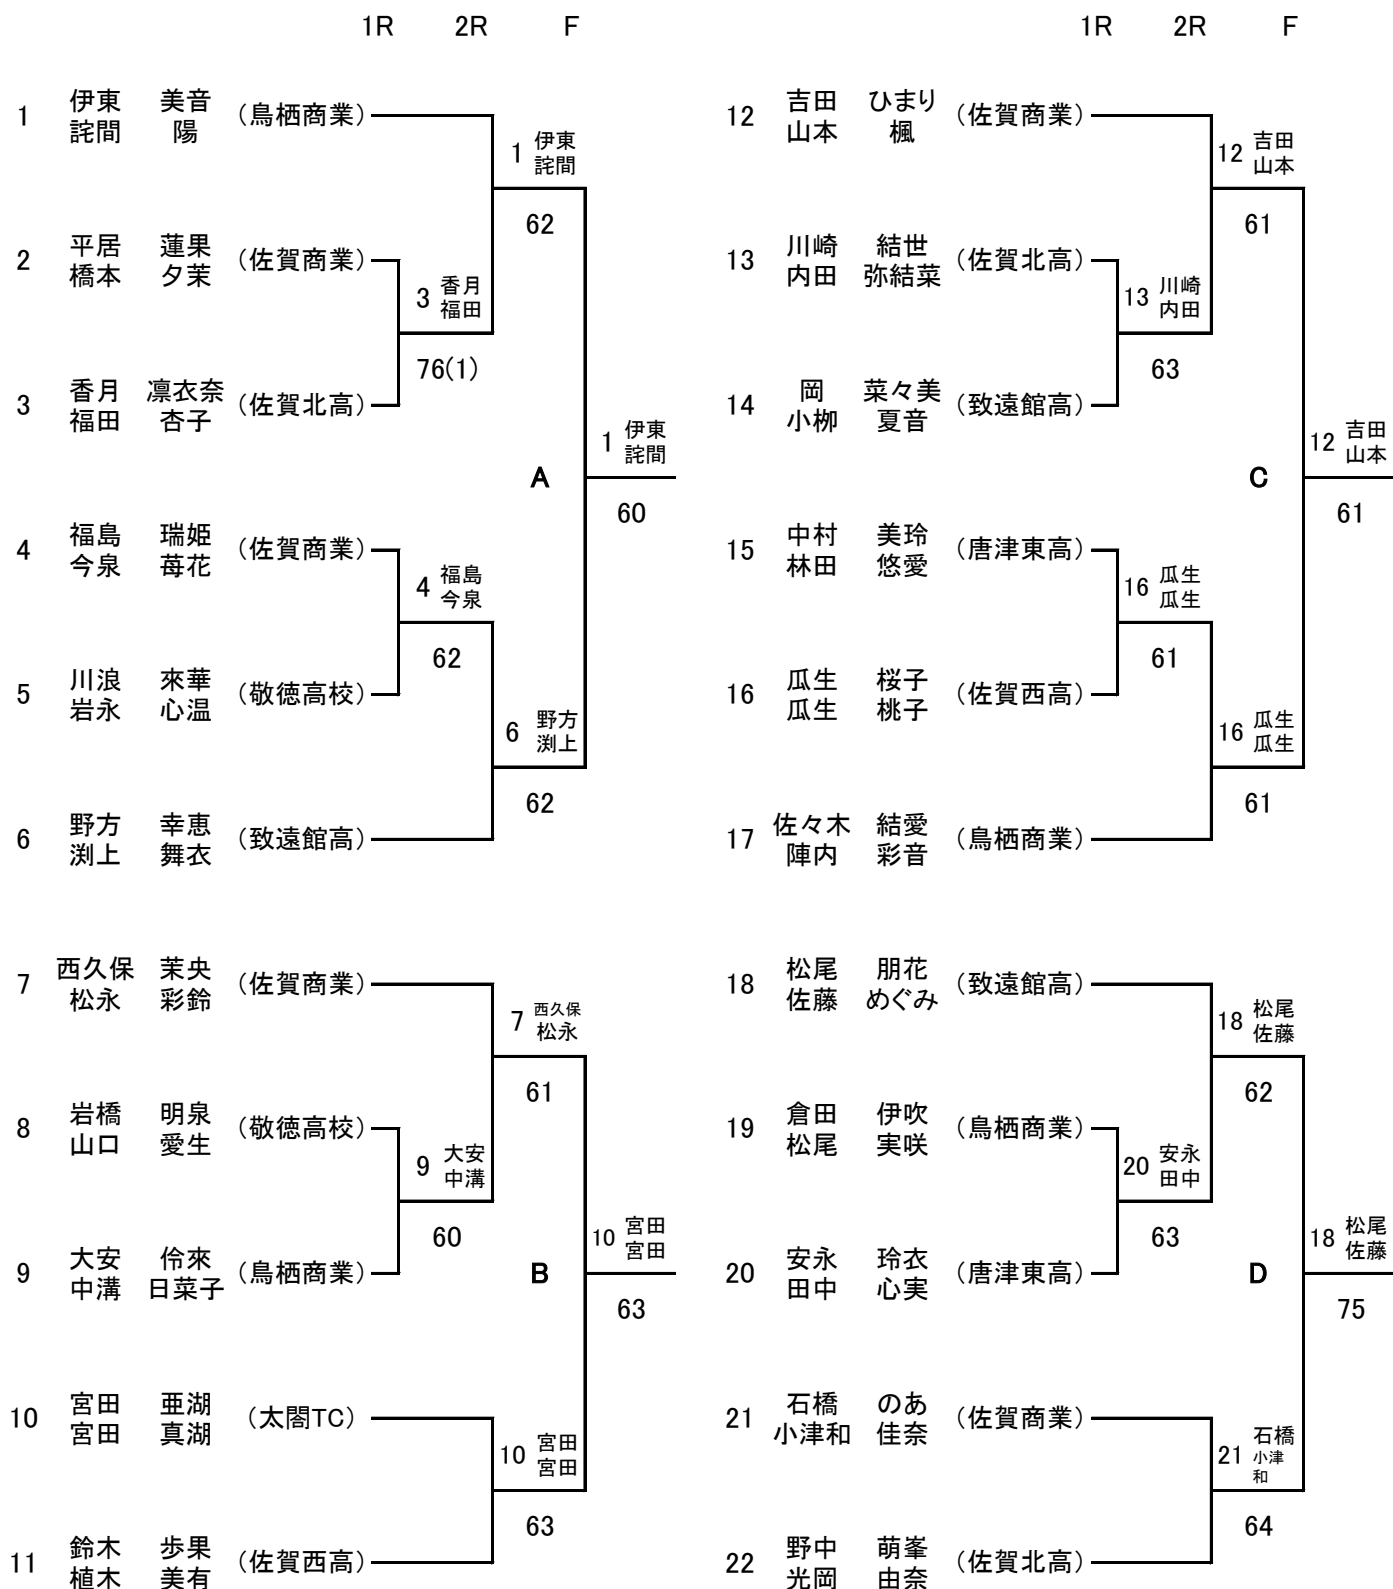 1R 2R F
1R 2R F
伊東 美音
1 (鳥栖商業)
詫間 陽
1 伊東
詫間
62
平居 蓮果
2 (佐賀商業)
橋本 夕茉
3 香月
福田
76(1)
香月 凛衣奈
3 (佐賀北高)
福田 杏子
1 伊東
詫間
A
60
福島 瑞姫
4 (佐賀商業)
今泉 苺花
4 福島
今泉
62
川浪 來華
5 (敬徳高校)
岩永 心温
6 野方
渕上
62
野方 幸恵
6 (致遠館高)
渕上 舞衣
西久保 茉央
7 (佐賀商業)
松永 彩鈴
7 西久保
松永
61
岩橋 明泉
8 (敬徳高校)
山口 愛生
9 大安
中溝
60
大安 伶來
9 (鳥栖商業)
中溝 日菜子
10 宮田
宮田
B
63
宮田 亜湖
10 (太閤TC)
宮田 真湖
10 宮田
宮田
63
鈴木 歩果
11 (佐賀西高)
植木 美有
吉田 ひまり
12 (佐賀商業)
山本 楓
12 吉田
山本
61
川崎 結世
13 (佐賀北高)
内田 弥結菜
13 川崎
内田
63
岡 菜々美
14 (致遠館高)
小栁 夏音
12 吉田
山本
C
61
中村 美玲
15 (唐津東高)
林田 悠愛
16 瓜生
瓜生
61
瓜生 桜子
16 (佐賀西高)
瓜生 桃子
16 瓜生
瓜生
61
佐々木 結愛
17 (鳥栖商業)
陣内 彩音
松尾 朋花
18 (致遠館高)
佐藤 めぐみ
18 松尾
佐藤
62
倉田 伊吹
19 (鳥栖商業)
松尾 実咲
20 安永
田中
63
安永 玲衣
20 (唐津東高)
田中 心実
18 松尾
佐藤
D
75
石橋 のあ
21 (佐賀商業)
小津和 佳奈
21 石橋
小津
和
64
野中 萌峯
22 (佐賀北高)
光岡 由奈